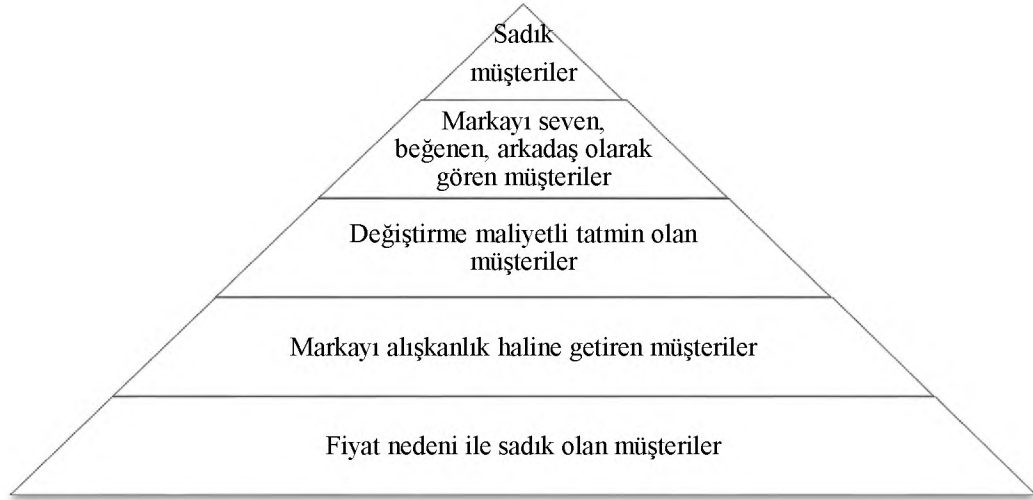 Sadık
müşteriler
Markayı seven,
beğenen, arkadaş olarak
gören müşteriler
Değiştirme maliyetli tatmin olan
müşteriler
Markayı alışkanlık haline getiren müşteriler
Fiyat nedeni ile sadık olan müşteriler